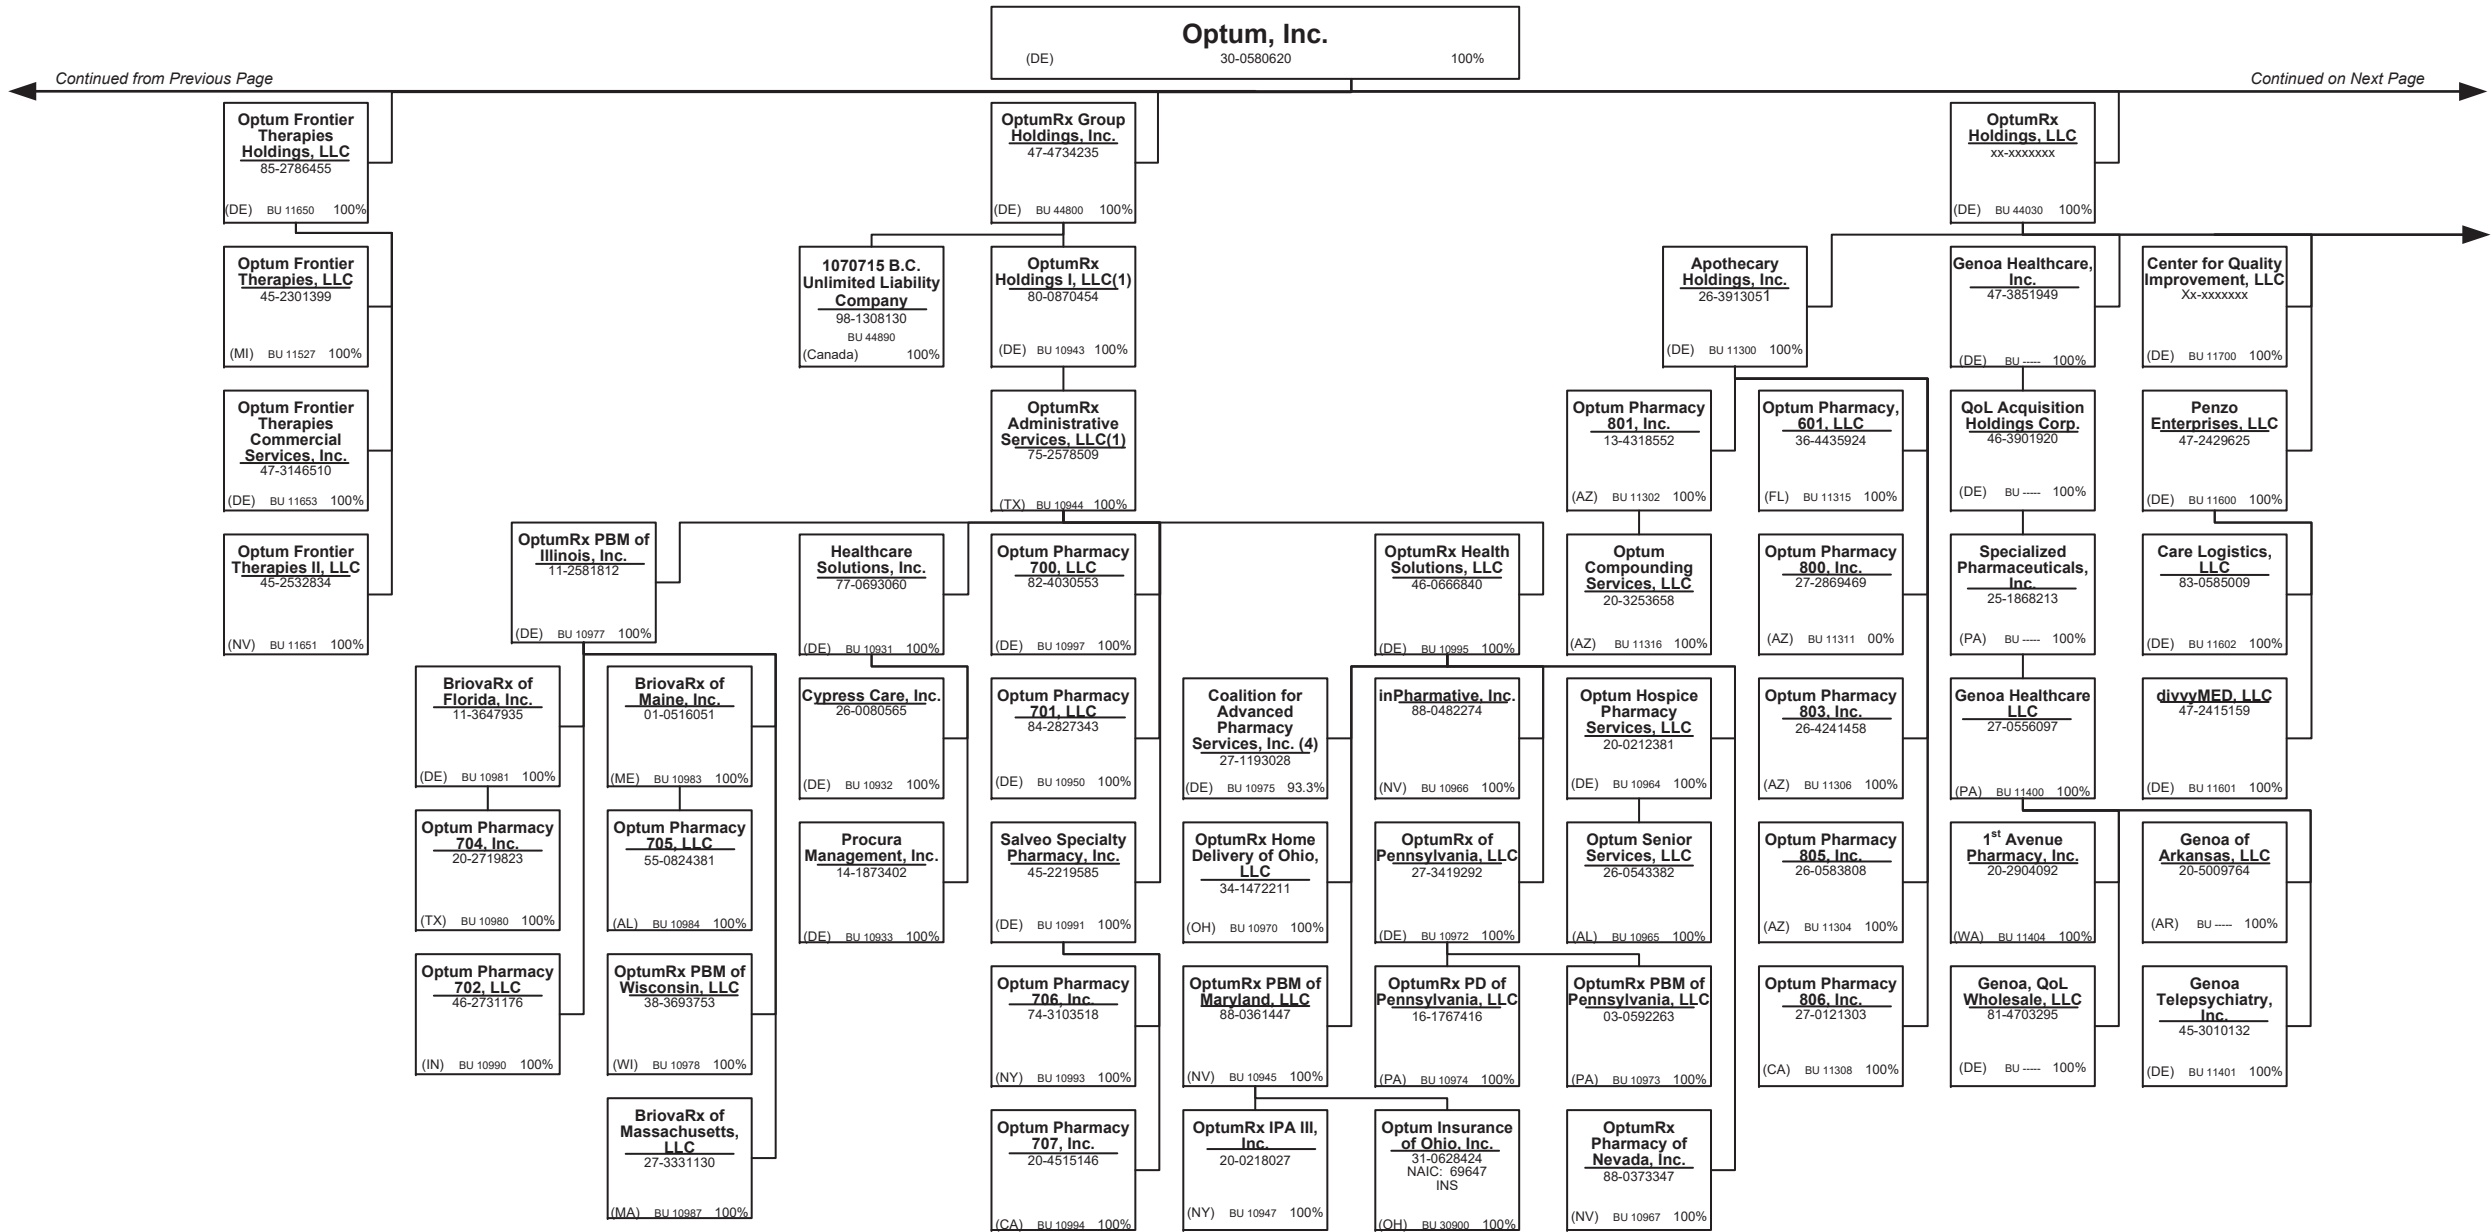 Optum, Inc.
(DE) 30-0580620 100%
Continued from Previous Page
Continued on Next Page
Optum Frontier
Therapies
Holdings, LLC
85-2786455
(DE) BU 11650 100%
OptumRx Group
Holdings, Inc.
47-4734235
(DE) BU 44800 100%
OptumRx
Holdings, LLC
xx-xxxxxxx
(DE) BU 44030 100%
Optum Frontier
Therapies, LLC
45-2301399
(MI) BU 11527 100%
1070715 B.C.
Unlimited Liability
Company
98-1308130
BU 44890
(Canada) 100%
OptumRx
Holdings I, LLC(1)
80-0870454
(DE) BU 10943 100%
Apothecary
Holdings, Inc.
26-3913051
(DE) BU 11300 100%
Genoa Healthcare,
Inc.
47-3851949
(DE) BU ----- 100%
Center for Quality
Improvement, LLC
Xx-xxxxxxx
(DE) BU 11700 100%
Optum Frontier
Therapies
Commercial
Services, Inc.
47-3146510
(DE) BU 11653 100%
OptumRx
Administrative
Services, LLC(1)
75-2578509
(TX) BU 10944 100%
Optum Pharmacy
801, Inc.
13-4318552
(AZ) BU 11302 100%
Optum Pharmacy,
601, LLC
36-4435924
(FL) BU 11315 100%
QoL Acquisition
Holdings Corp.
46-3901920
(DE) BU ----- 100%
Penzo
Enterprises, LLC
47-2429625
(DE) BU 11600 100%
Optum Frontier
Therapies II, LLC
45-2532834
(NV) BU 11651 100%
OptumRx PBM of
Illinois, Inc.
11-2581812
(DE) BU 10977 100%
Healthcare
Solutions, Inc.
77-0693060
(DE) BU 10931 100%
Optum Pharmacy
700, LLC
82-4030553
(DE) BU 10997 100%
OptumRx Health
Solutions, LLC
46-0666840
(DE) BU 10995 100%
Optum
Compounding
Services, LLC
20-3253658
(AZ) BU 11316 100%
Optum Pharmacy
800, Inc.
27-2869469
(AZ) BU 11311 00%
Specialized
Pharmaceuticals,
Inc.
25-1868213
(PA) BU ----- 100%
Care Logistics,
LLC
83-0585009
(DE) BU 11602 100%
BriovaRx of
Florida, Inc.
11-3647935
(DE) BU 10981 100%
BriovaRx of
Maine, Inc.
01-0516051
(ME) BU 10983 100%
Cypress Care, Inc.
26-0080565
(DE) BU 10932 100%
Optum Pharmacy
701, LLC
84-2827343
(DE) BU 10950 100%
Coalition for
Advanced
Pharmacy
Services, Inc. (4)
27-1193028
(DE) BU 10975 93.3%
inPharmative, Inc.
88-0482274
(NV) BU 10966 100%
Optum Hospice
Pharmacy
Services, LLC
20-0212381
(DE) BU 10964 100%
Optum Pharmacy
803, Inc.
26-4241458
(AZ) BU 11306 100%
Genoa Healthcare
LLC
27-0556097
(PA) BU 11400 100%
divvyMED, LLC
47-2415159
(DE) BU 11601 100%
Optum Pharmacy
704, Inc.
20-2719823
(TX) BU 10980 100%
Optum Pharmacy
705, LLC
55-0824381
(AL) BU 10984 100%
Procura
Management, Inc.
14-1873402
(DE) BU 10933 100%
Salveo Specialty
Pharmacy, Inc.
45-2219585
(DE) BU 10991 100%
OptumRx Home
Delivery of Ohio,
LLC
34-1472211
(OH) BU 10970 100%
OptumRx of
Pennsylvania, LLC
27-3419292
(DE) BU 10972 100%
Optum Senior
Services, LLC
26-0543382
(AL) BU 10965 100%
Optum Pharmacy
805, Inc.
26-0583808
(AZ) BU 11304 100%
1st Avenue
Pharmacy, Inc.
20-2904092
(WA) BU 11404 100%
Genoa of
Arkansas, LLC
20-5009764
(AR) BU ----- 100%
Optum Pharmacy
702, LLC
46-2731176
(IN) BU 10990 100%
OptumRx PBM of
Wisconsin, LLC
38-3693753
(WI) BU 10978 100%
Optum Pharmacy
706, Inc.
74-3103518
(NY) BU 10993 100%
OptumRx PBM of
Maryland, LLC
88-0361447
(NV) BU 10945 100%
OptumRx PD of
Pennsylvania, LLC
16-1767416
(PA) BU 10974 100%
OptumRx PBM of
Pennsylvania, LLC
03-0592263
(PA) BU 10973 100%
Optum Pharmacy
806, Inc.
27-0121303
(CA) BU 11308 100%
Genoa, QoL
Wholesale, LLC
81-4703295
(DE) BU ----- 100%
Genoa
Telepsychiatry,
Inc.
45-3010132
(DE) BU 11401 100%
BriovaRx of
Massachusetts,
LLC
27-3331130
(MA) BU 10987 100%
Optum Pharmacy
707, Inc.
20-4515146
(CA) BU 10994 100%
OptumRx IPA III,
Inc.
20-0218027
(NY) BU 10947 100%
Optum Insurance
of Ohio, Inc.
31-0628424
NAIC: 69647
INS
(OH) BU 30900 100%
OptumRx
Pharmacy of
Nevada, Inc.
88-0373347
(NV) BU 10967 100%